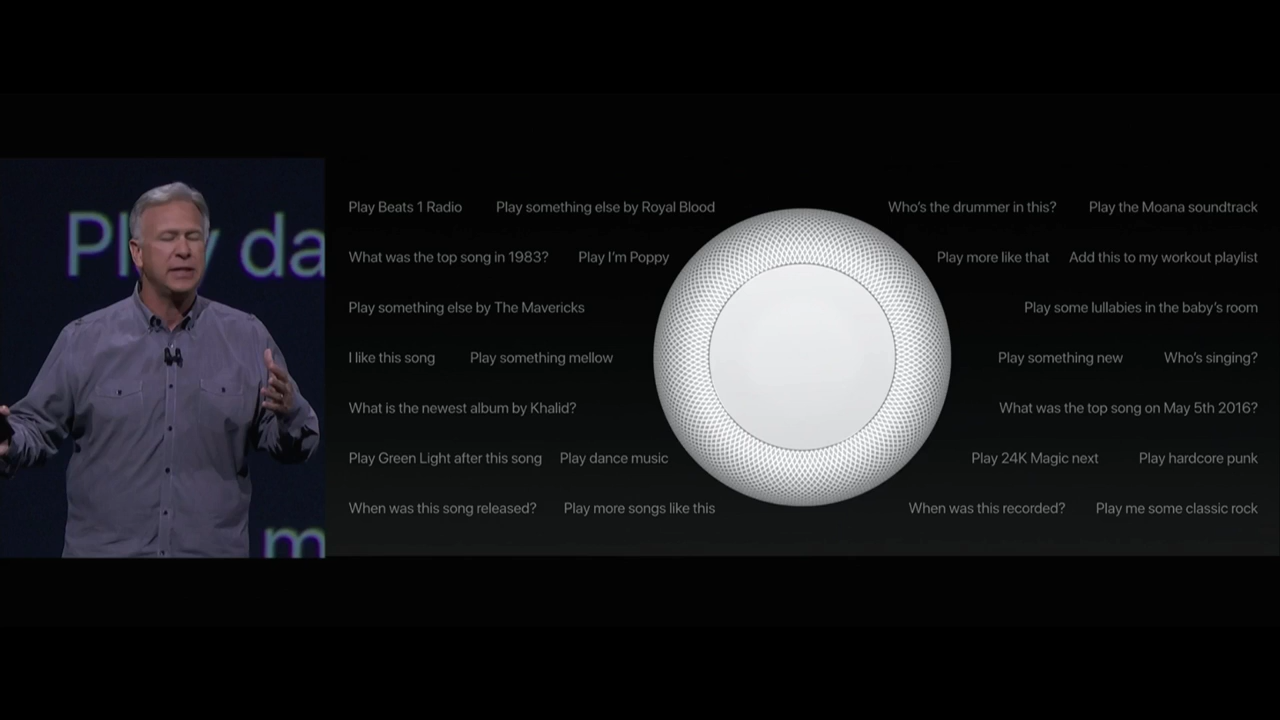 Play da
m
Play Beats 1 Radio Play something else by Royal Blood Who's the drummer in this? Play the Moana soundtrack
What was the top song in 1983? Play I'm Poppy Play more like that Add this to my workout playlist
Play something else by The Mavericks Play some lullabies in the baby's room
I like this song Play something mellow Play something new Who's singing?
What is the newest album by Khalid? What was the top song on May 5th 2016?
Play Green Light after this song Play dance music Play 24K Magic next Play hardcore punk
When was this song released? Play more songs like this When was this recorded? Play me some classic rock